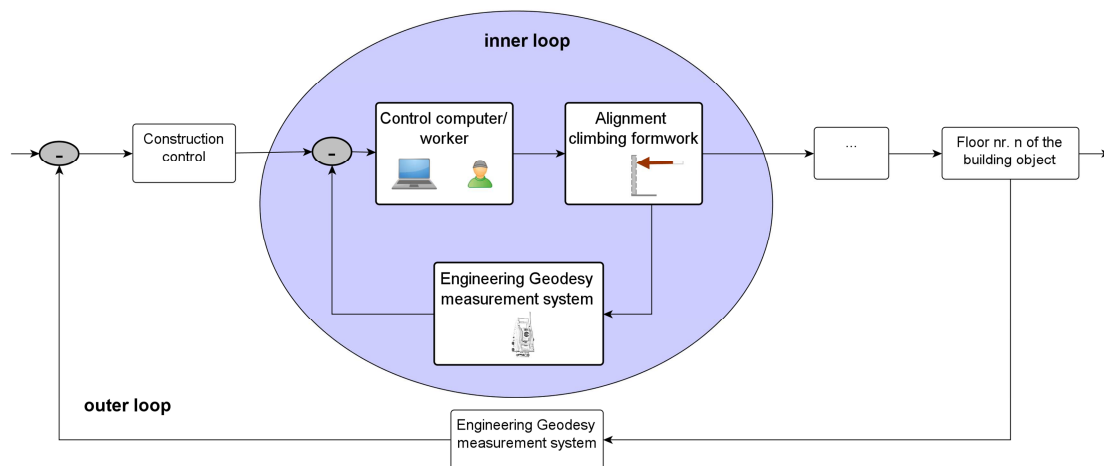 inner loop
-
Construction
control
-
Control computer/
worker
Alignment
climbing formwork
...
Floor nr. n of the
building object
Engineering Geodesy
measurement system
outer loop
Engineering Geodesy
measurement system